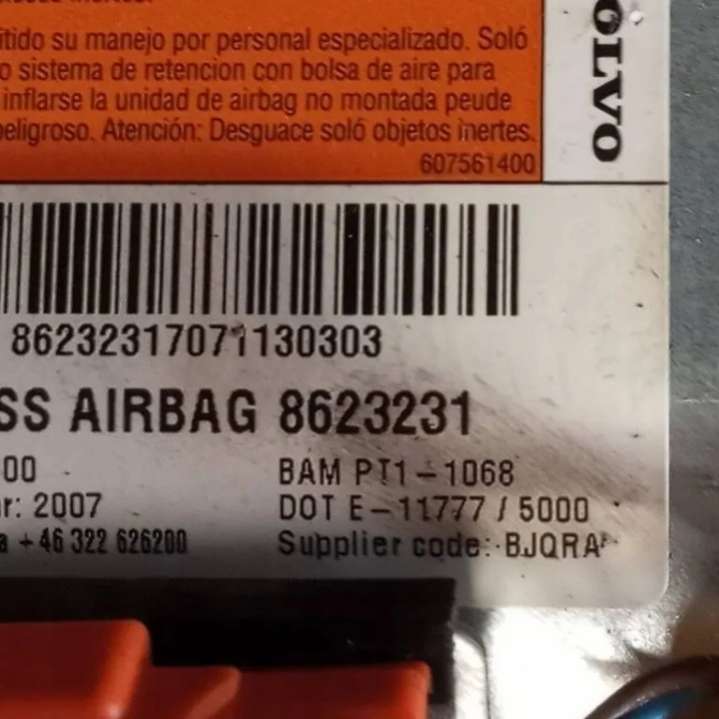 itido su manejo por personal especializado. Soló
o sistema de retencion con bolsa de aire para
inflarse la unidad de airbag no montada peude
peligroso. Atención: Desguace soló objetos inertes.
607561400
VOLVO
86232317071130303
SS AIRBAG 8623231
00
BAM PT1-1068
r: 2007
DOT E-11777 / 5000
a +46 322 626200
Supplier code: BJQRA